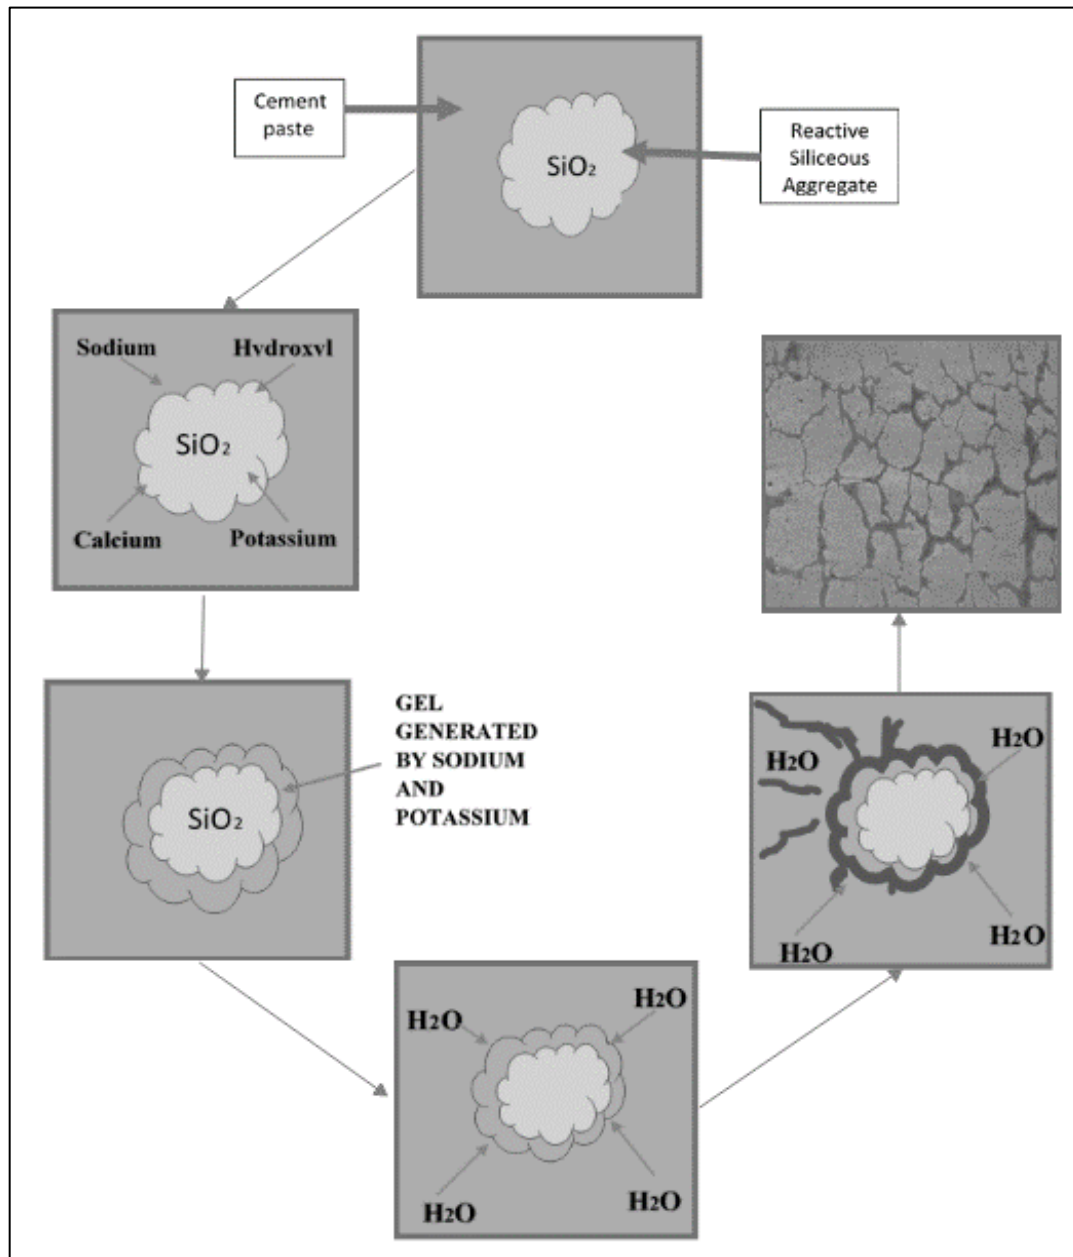 Cement
paste
Reactive
Siliceous
Aggregate
SiO₂
Sodium
Hvdroxvl
SiO₂
Calcium
Potassium
GEL
GENERATED
BY SODIUM
AND
POTASSIUM
SiO₂
H₂O
H₂O
H₂O
H₂O
H₂O
H₂O
H₂O
H₂O